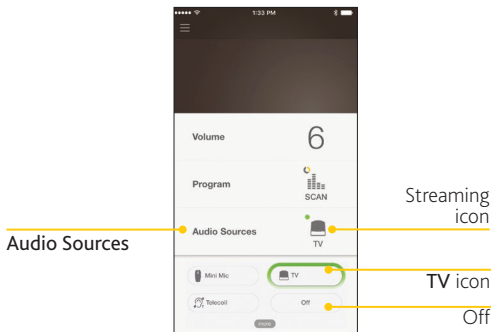 1:33 PM
Volume
6
Program
SCAN
Audio Sources
TV
Mini Mic
TV
Telecoil
Off
more
Audio Sources
Streaming
icon
TV icon
Off